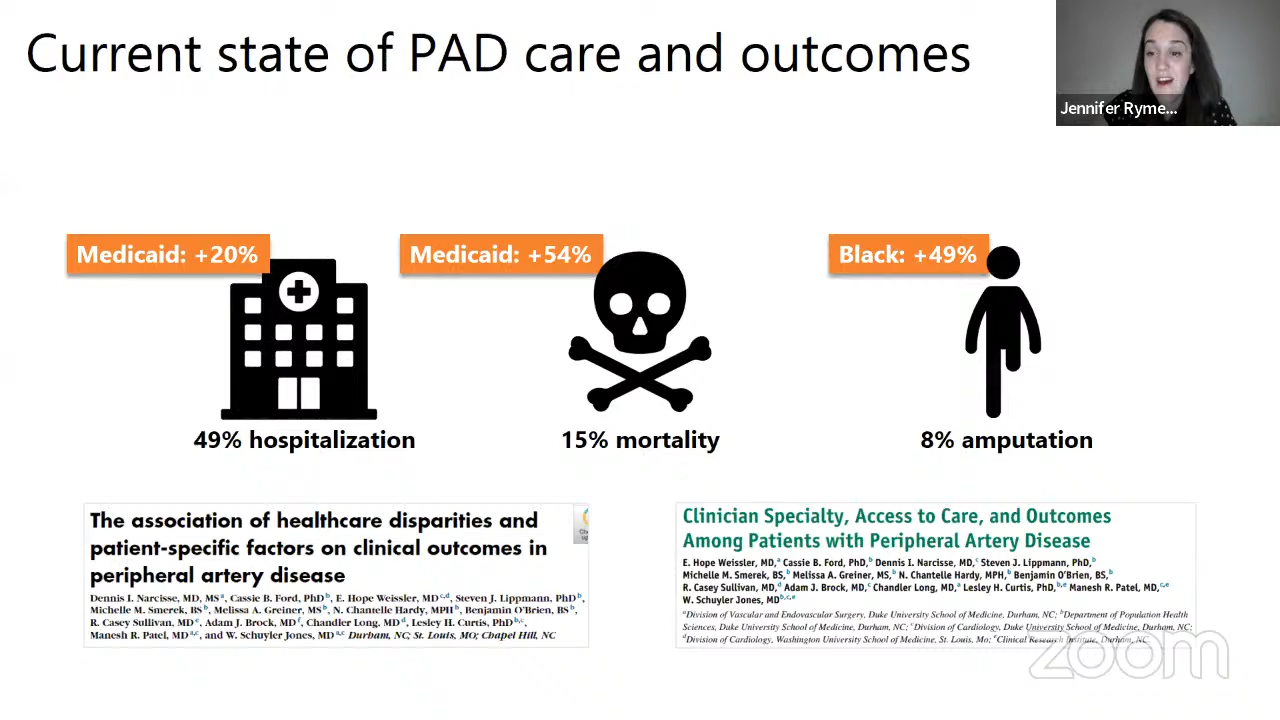 Current state of PAD care and outcomes
Jennifer Ryme...
Medicaid: +20%
Medicaid: +54%
Black: +49%
49% hospitalization
15% mortality
8% amputation
The association of healthcare disparities and
patient-specific factors on clinical outcomes in
peripheral artery disease
Dennis I. Narcisse, MD, MS a, Cassie B. Ford, PhD b, E. Hope Weissler, MD c,d, Steven J. Lippmann, PhD b,
Michelle M. Smerek, BS b, Melissa A. Greiner, MS b, N. Chantelle Hardy, MPH b, Benjamin O'Brien, BS b,
R. Casey Sullivan, MD e, Adam J. Brock, MD f, Chandler Long, MD d, Lesley H. Curtis, PhD b,c,
Manesh R. Patel, MD a,c, and W. Schuyler Jones, MD a,c Durham, NC; St. Louis, MO; Chapel Hill, NC
Clinician Specialty, Access to Care, and Outcomes
Among Patients with Peripheral Artery Disease
E. Hope Weissler, MD,a Cassie B. Ford, PhD,b Dennis I. Narcisse, MD,c Steven J. Lippmann, PhD,b
Michelle M. Smerek, BS,b Melissa A. Greiner, MS,b N. Chantelle Hardy, MPH,b Benjamin O'Brien, BS,b
R. Casey Sullivan, MD,d Adam J. Brock, MD,c Chandler Long, MD,a Lesley H. Curtis, PhD,b,e Manesh R. Patel, MD,c,e
W. Schuyler Jones, MDb,c,e
aDivision of Vascular and Endovascular Surgery, Duke University School of Medicine, Durham, NC; bDepartment of Population Health
Sciences, Duke University School of Medicine, Durham, NC; cDivision of Cardiology, Duke University School of Medicine, Durham, NC;
dDivision of Cardiology, Washington University School of Medicine, St. Louis, Mo; eClinical Research Institute, Durham, NC.
zoom